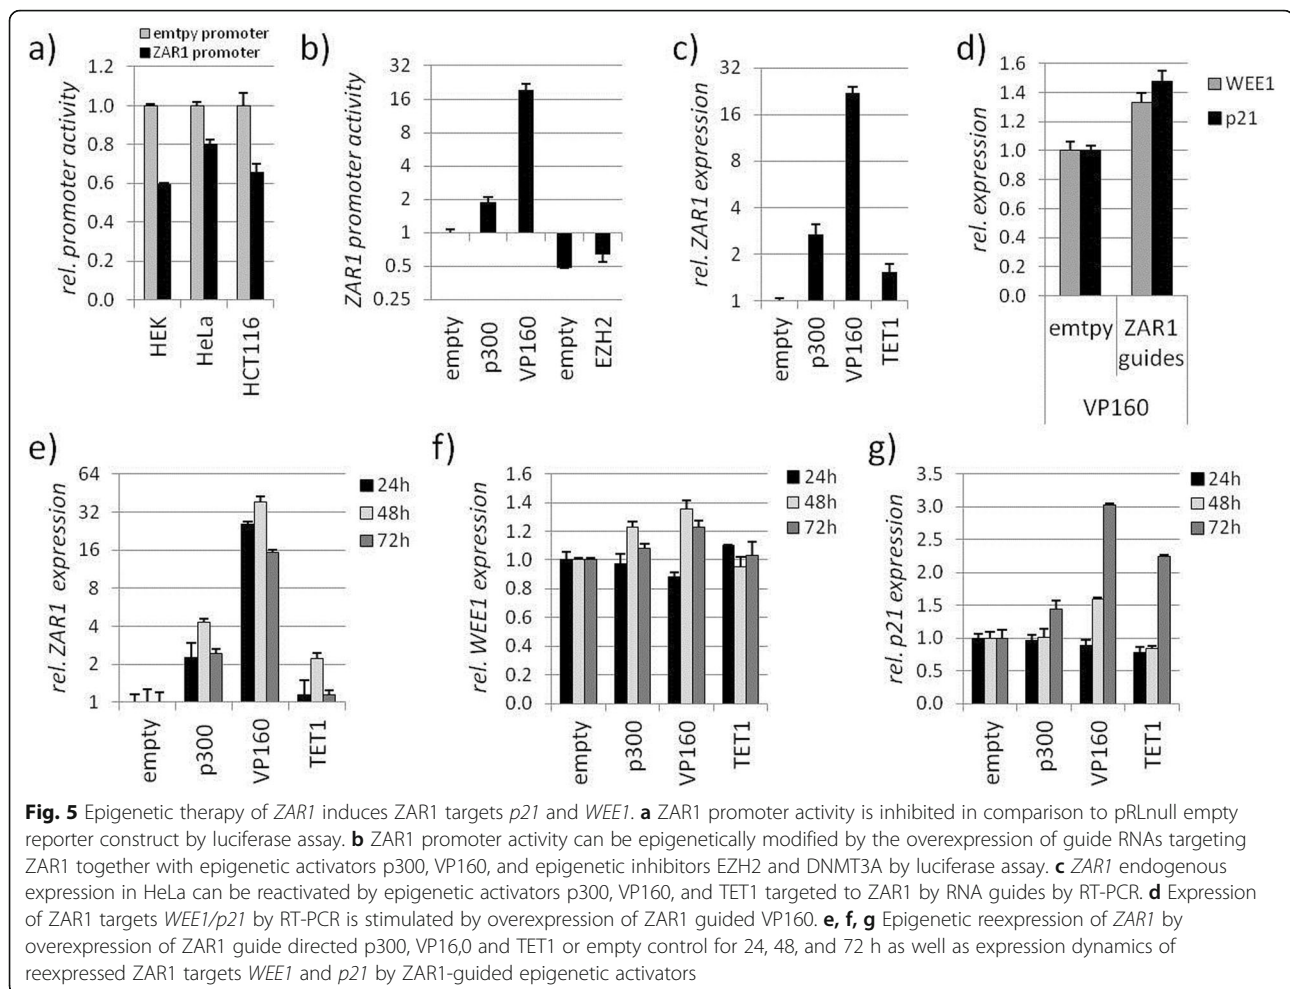 a)
emtpy promoter
ZAR1 promoter
rel. promoter activity
1.2
1.0
0.8
0.6
0.4
0.2
0.0
HEK
HeLa
HCT116
b)
ZAR1 promoter activity
32
16
8
4
2
1
0.5
0.25
empty
p300
VP160
empty
EZH2
c)
rel. ZAR1 expression
32
16
8
4
2
1
empty
p300
VP160
TET1
d)
rel. expression
1.6
1.4
1.2
1.0
0.8
0.6
0.4
0.2
0.0
WEE1
p21
emtpy
ZAR1
guides
VP160
e)
rel. ZAR1 expression
64
32
16
8
4
2
1
24h
48h
72h
empty
p300
VP160
TET1
f)
rel. WEE1 expression
1.6
1.4
1.2
1.0
0.8
0.6
0.4
0.2
0.0
24h
48h
72h
empty
p300
VP160
TET1
g)
rel. p21 expression
3.5
3.0
2.5
2.0
1.5
1.0
0.5
0.0
24h
48h
72h
empty
p300
VP160
TET1
Fig. 5 Epigenetic therapy of ZAR1 induces ZAR1 targets p21 and WEE1. a ZAR1 promoter activity is inhibited in comparison to pRLnull empty
reporter construct by luciferase assay. b ZAR1 promoter activity can be epigenetically modified by the overexpression of guide RNAs targeting
ZAR1 together with epigenetic activators p300, VP160, and epigenetic inhibitors EZH2 and DNMT3A by luciferase assay. c ZAR1 endogenous
expression in HeLa can be reactivated by epigenetic activators p300, VP160, and TET1 targeted to ZAR1 by RNA guides by RT-PCR. d Expression
of ZAR1 targets WEE1/p21 by RT-PCR is stimulated by overexpression of ZAR1 guided VP160. e, f, g Epigenetic reexpression of ZAR1 by
overexpression of ZAR1 guide directed p300, VP16,0 and TET1 or empty control for 24, 48, and 72 h as well as expression dynamics of
reexpressed ZAR1 targets WEE1 and p21 by ZAR1-guided epigenetic activators